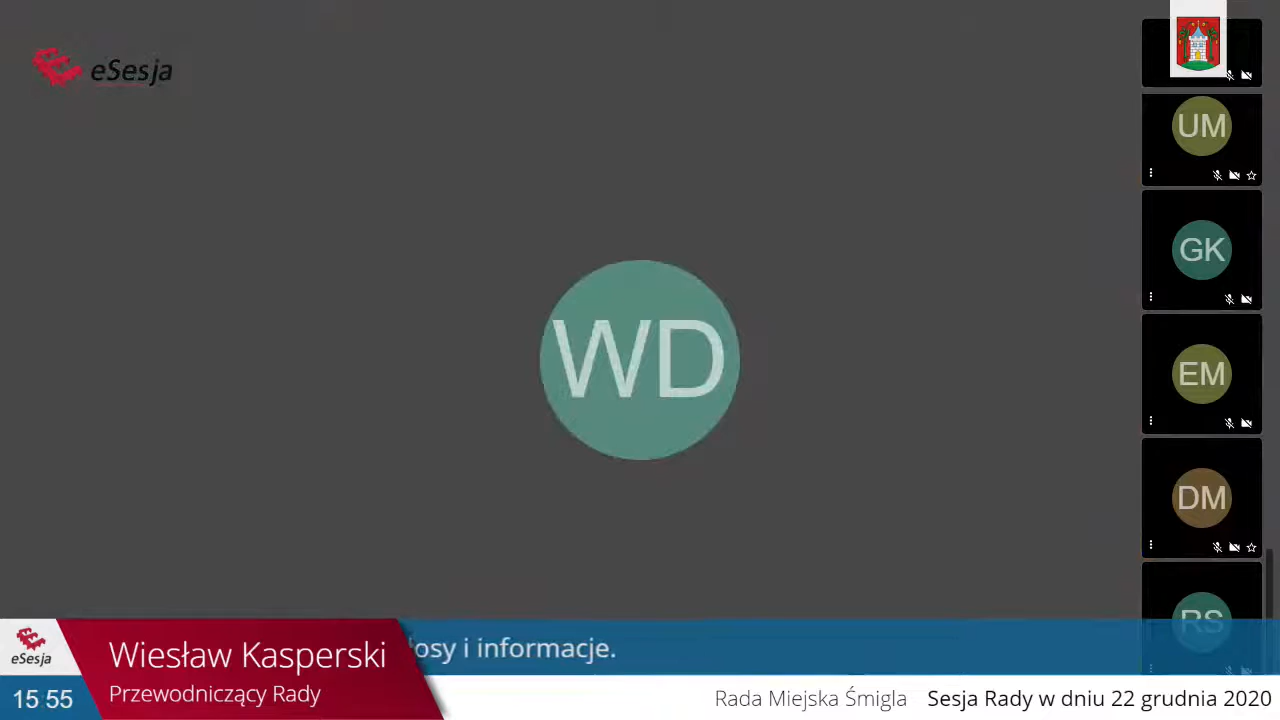 eSesja
UM
GK
WD
EM
DM
RS
eSesja
Wiesław Kasperski
Przewodniczący Rady
i informacje.
15:55
Rada Miejska Śmigla
Sesja Rady w dniu 22 grudnia 2020